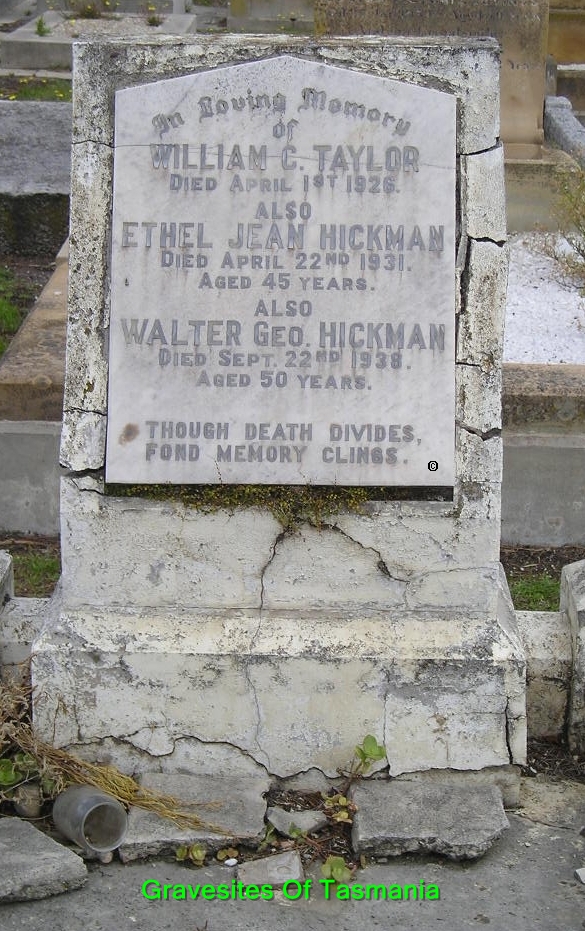 In Loving Memory
of
WILLIAM C. TAYLOR
DIED APRIL 1ST 1926.
ALSO
ETHEL JEAN HICKMAN
DIED APRIL 22ND 1931.
AGED 45 YEARS.
ALSO
WALTER GEO. HICKMAN
DIED SEPT. 22ND 1938.
AGED 50 YEARS.
THOUGH DEATH DIVIDES,
FOND MEMORY CLINGS.
©
Gravesites Of Tasmania